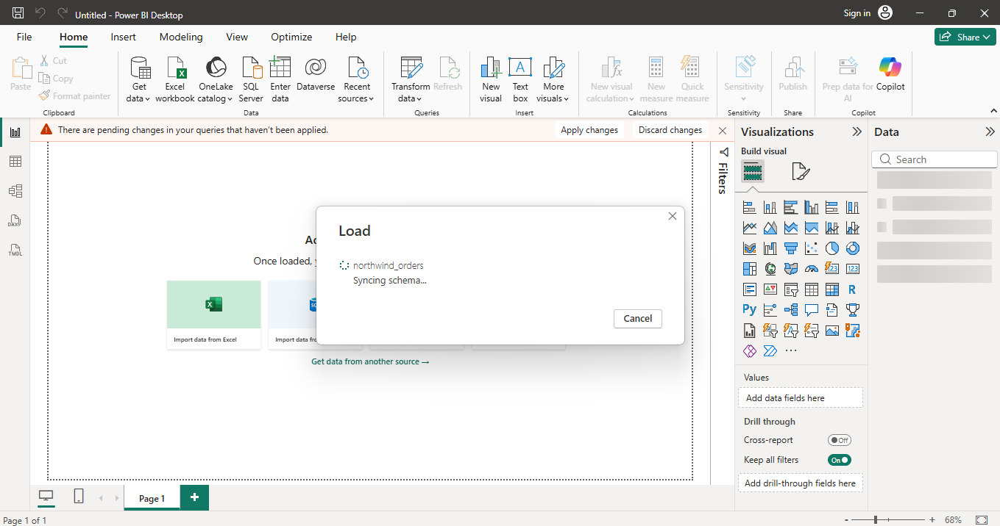 Untitled - Power BI Desktop
Sign in
File
Home
Insert
Modeling
View
Optimize
Help
Share
Paste
Cut
Copy
Format painter
Clipboard
Get data
Excel workbook
OneLake catalog
SQL Server
Enter data
Dataverse
Recent sources
Data
Transform data
Refresh
Queries
New visual
Text box
More visuals
Insert
New visual calculation
New measure
Quick measure
Calculations
Sensitivity
Sensitivity
Publish
Share
Prep data for AI
Copilot
Copilot
There are pending changes in your queries that haven't been applied.
Apply changes
Discard changes
DAX
TMDL
Once loaded,
Import data from Excel
Import data
Get data from another source →
Load
northwind_orders
Syncing schema...
Cancel
Filters
Visualizations
Build visual
123
123
R
Py
Values
Add data fields here
Drill through
Cross-report
Off
Keep all filters
On
Add drill-through fields here
Data
Search
Page 1
+
Page 1 of 1
- + 68%